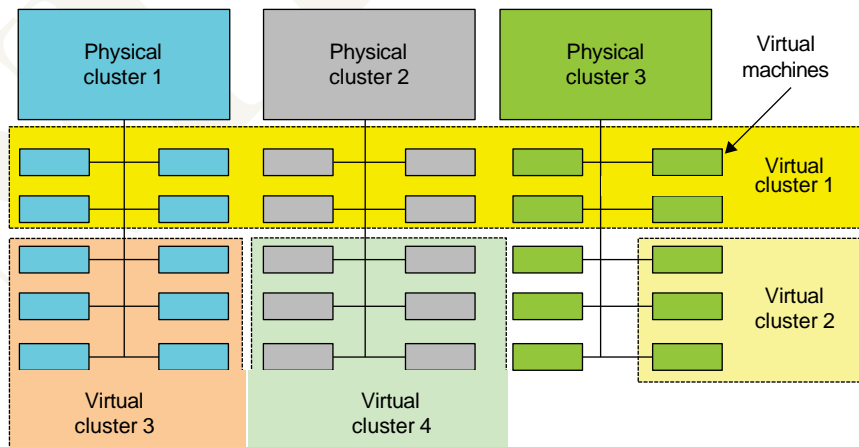 Physical
cluster 1
Physical
cluster 2
Physical
cluster 3
Virtual
machines
Virtual
cluster 1
Virtual
cluster 2
Virtual
cluster 3
Virtual
cluster 4